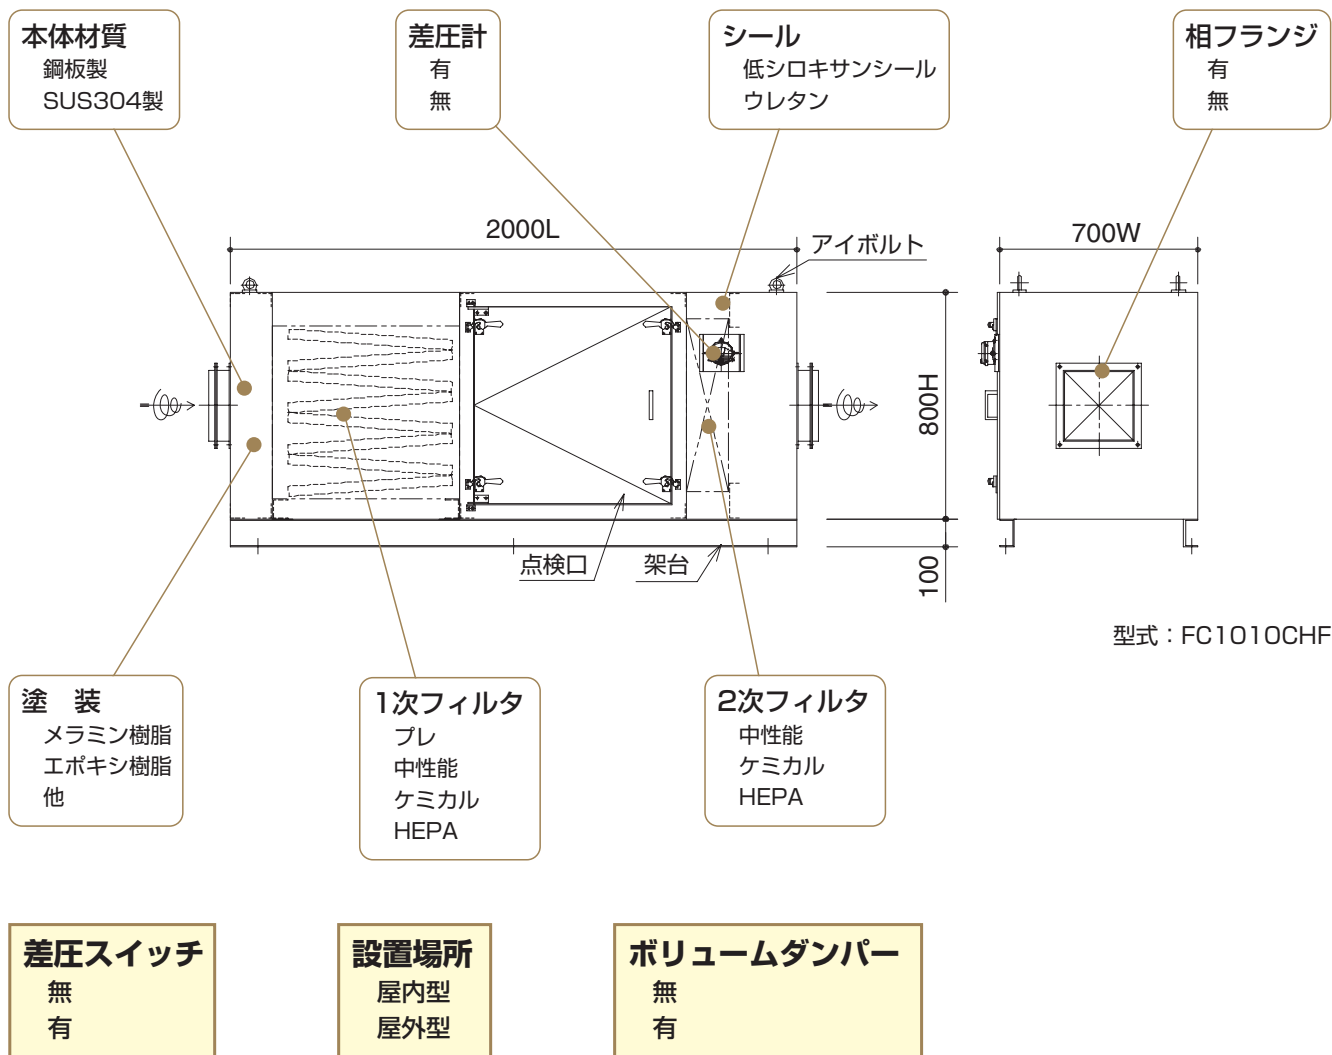 本体材質
鋼板製
SUS304製
差圧計
有
無
シール
低シロキサンシール
ウレタン
相フランジ
有
無
2000L
アイボルト
700W
800H
100
点検口
架台
型式：FC1010CHF
塗　装
メラミン樹脂
エポキシ樹脂
他
1次フィルタ
プレ
中性能
ケミカル
HEPA
2次フィルタ
中性能
ケミカル
HEPA
差圧スイッチ
無
有
設置場所
屋内型
屋外型
ボリュームダンパー
無
有